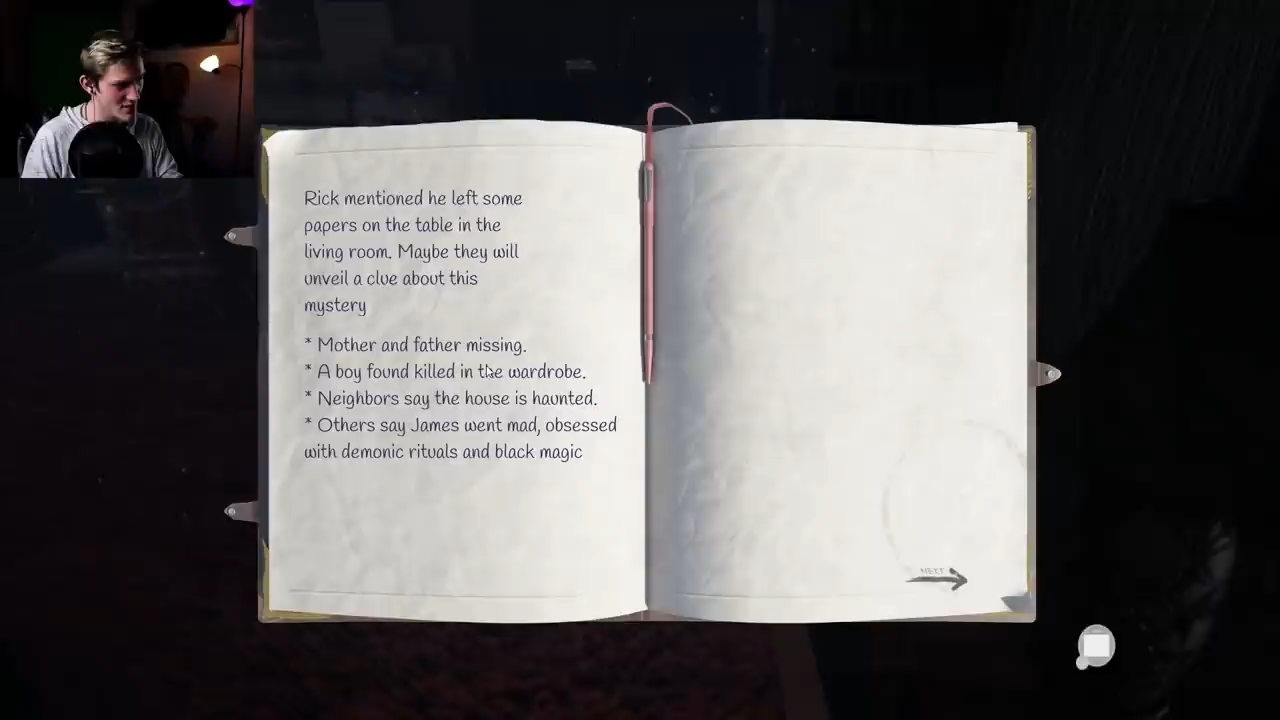 Rick mentioned he left some
papers on the table in the
living room. Maybe they will
unveil a clue about this
mystery
* Mother and father missing.
* A boy found killed in the wardrobe.
* Neighbors say the house is haunted.
* Others say James went mad, obsessed
with demonic rituals and black magic
NEXT